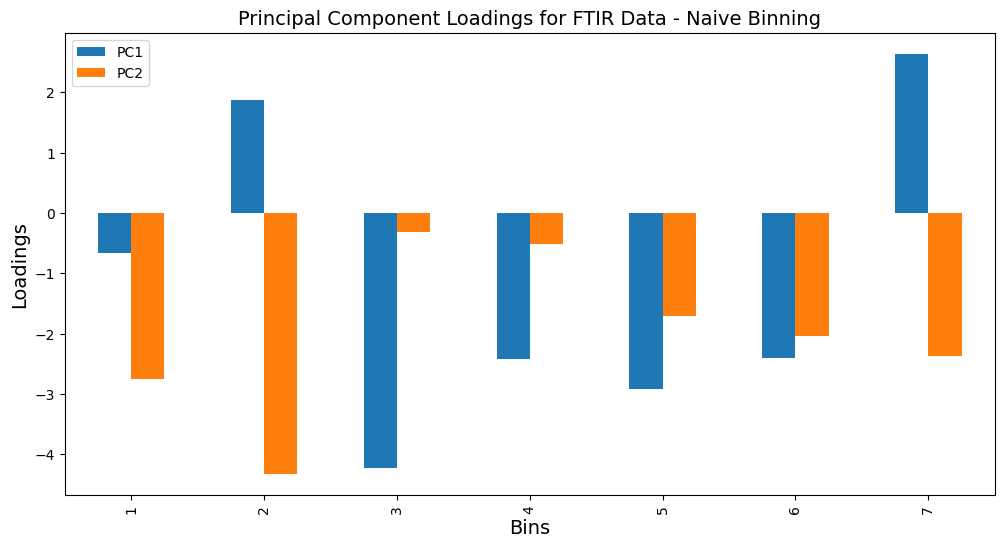 Principal Component Loadings for FTIR Data - Naive Binning
PC1
PC2
2
1
0
−1
−2
−3
−4
Loadings
1
2
3
4
5
6
7
Bins